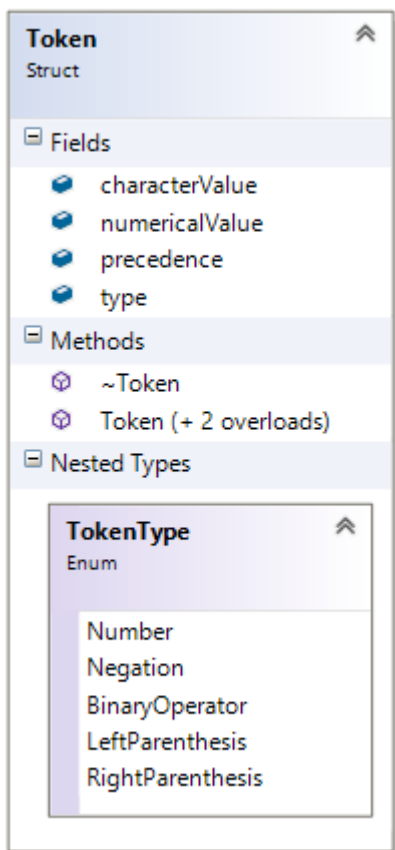 Token
Struct
Fields
characterValue
numericalValue
precedence
type
Methods
~Token
Token (+ 2 overloads)
Nested Types
TokenType
Enum
Number
Negation
BinaryOperator
LeftParenthesis
RightParenthesis